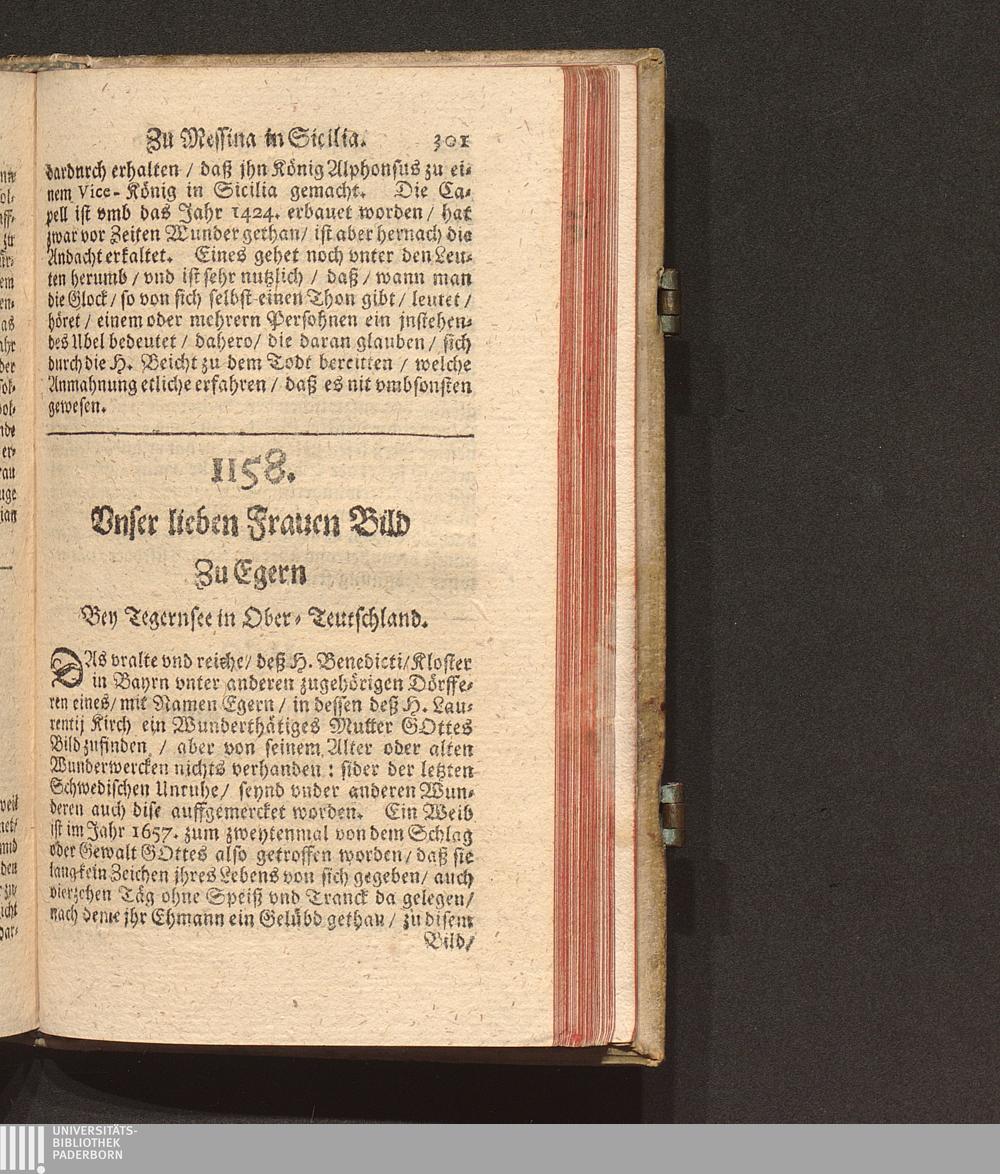 Zu Messina in Sicilia. 301
dardurch erhalten / daß jhn König Alphonsus zu ei-
nem Vice-König in Sicilia gemacht. Die Ca-
pell ist vmb das Jahr 1424. erbauet worden / hat
zwar vor Zeiten Wunder gethan / ist aber hernach die
Andacht erkaltet. Eines gehet noch vnter den Leu-
ten herumb / vnd ist sehr nutzlich / daß / wann man
die Glock / so von sich selbst einen Thon gibt / leutet /
höret / einem oder mehrern Persohnen ein jnstehen-
des Ubel bedeutet / dahero / die daran glauben / sich
durch die H. Beicht zu dem Todt bereitten / welche
Anmahnung etliche erfahren / daß es nit vmbsonsten
gewesen.
1158.
Vnser lieben Frauen Bild
Zu Egern
Bey Tegernsee in Ober-Teutschland.
DAs vralte vnd reiche / deß H. Benedicti / Kloster
in Bayrn vnter anderen zugehörigen Dörffe-
ren eines / mit Namen Egern / in dessen deß H. Lau-
rentij Kirch ein Wunderthätiges Mutter GOttes
Bild zufinden / aber von seinem Alter oder alten
Wunderwercken nichts verhanden : sider der letzten
Schwedischen Unruhe / seynd vnder anderen Wun-
deren auch dise auffgemercket worden. Ein Weib
ist im Jahr 1657. zum zweytenmal von dem Schlag
oder Gewalt GOttes also getroffen worden / daß sie
lang kein Zeichen jhres Lebens von sich gegeben / auch
vierzehen Täg ohne Speiß vnd Tranck da gelegen /
nach deme jhr Ehmann ein Gelübd gethan / zu disem
Bild /
UNIVERSITÄTS-
BIBLIOTHEK
PADERBORN